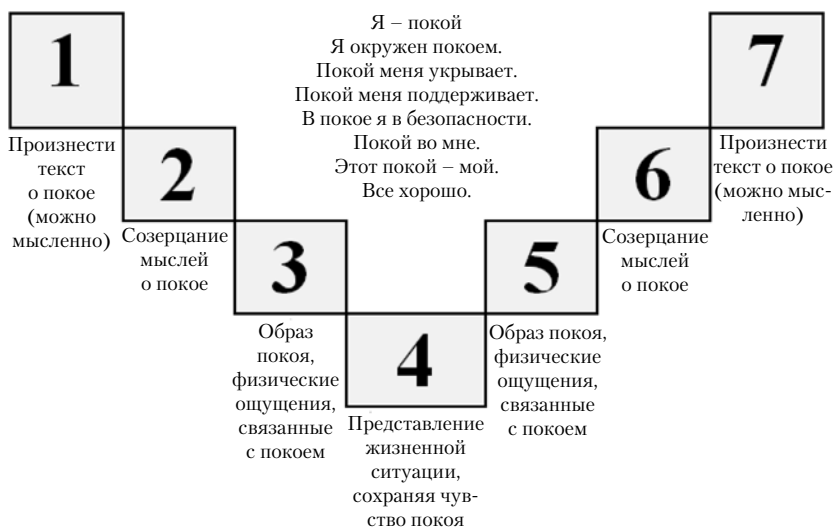 1
Произнести
текст
о покое
(можно
мысленно)
2
Созерцание
мыслей
о покое
3
Образ
покоя,
физические
ощущения,
связанные
с покоем
Я – покой
Я окружен покоем.
Покой меня укрывает.
Покой меня поддерживает.
В покое я в безопасности.
Покой во мне.
Этот покой – мой.
Все хорошо.
4
Представление
жизненной
ситуации,
сохраняя чув-
ство покоя
5
Образ покоя,
физические
ощущения,
связанные
с покоем
6
Созерцание
мыслей
о покое
7
Произнести
текст о покое
(можно мыс-
ленно)